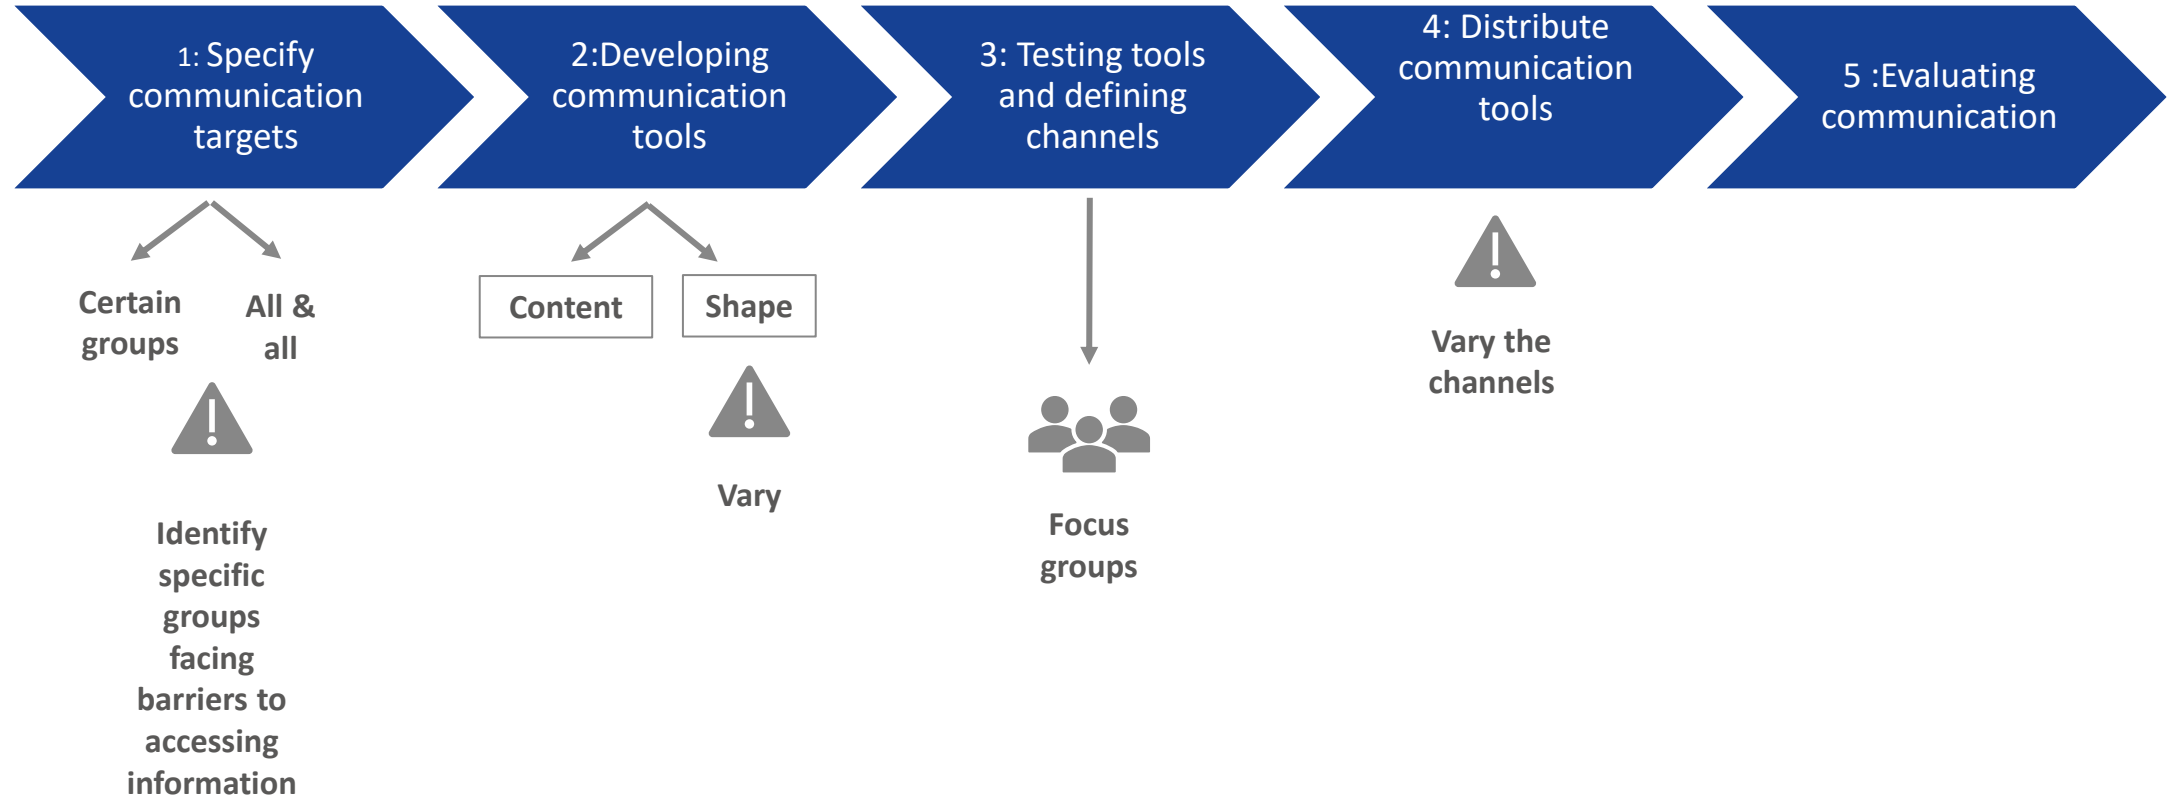 1: Specify
communication
targets
2:Developing
communication
tools
3: Testing tools
and defining
channels
4: Distribute
communication
tools
5 :Evaluating
communication
Certain
groups
All &
all
Identify
specific
groups
facing
barriers to
accessing
information
Content
Shape
Vary
Focus
groups
Vary the
channels